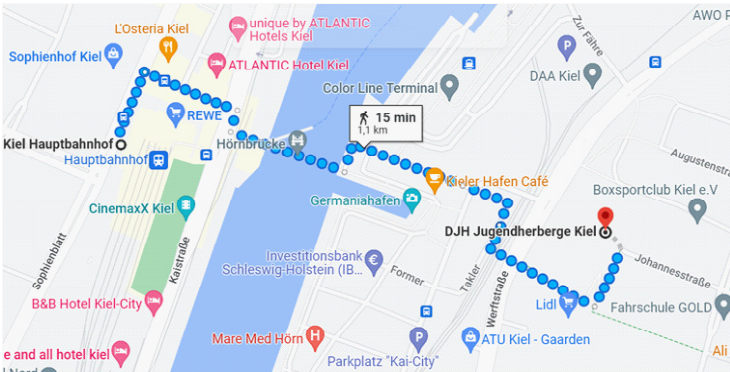 L'Osteria Kiel
Sophienhof Kiel
unique by ATLANTIC
Hotels Kiel
ATLANTIC Hotel Kiel
REWE
Kiel Hauptbahnhof
Hauptbahnhof
Hörnbrücke
CinemaxX Kiel
Kaistraße
Sophienblatt
B&B Hotel Kiel-City
e and all hotel kiel
Nord
Color Line Terminal
15 min
1,1 km
Kieler Hafen Café
Germaniahafen
Investitionsbank
Schleswig-Holstein (IB...
Former
Mare Med Hörn
Parkplatz "Kai-City"
Zur Fähre
DAA Kiel
AWO P
Augustenstra
Boxsportclub Kiel e.V
DJH Jugendherberge Kiel
Johannesstraße
Takler
Werftstraße
Lidl
Fahrschule GOLD
ATU Kiel - Gaarden
Ali